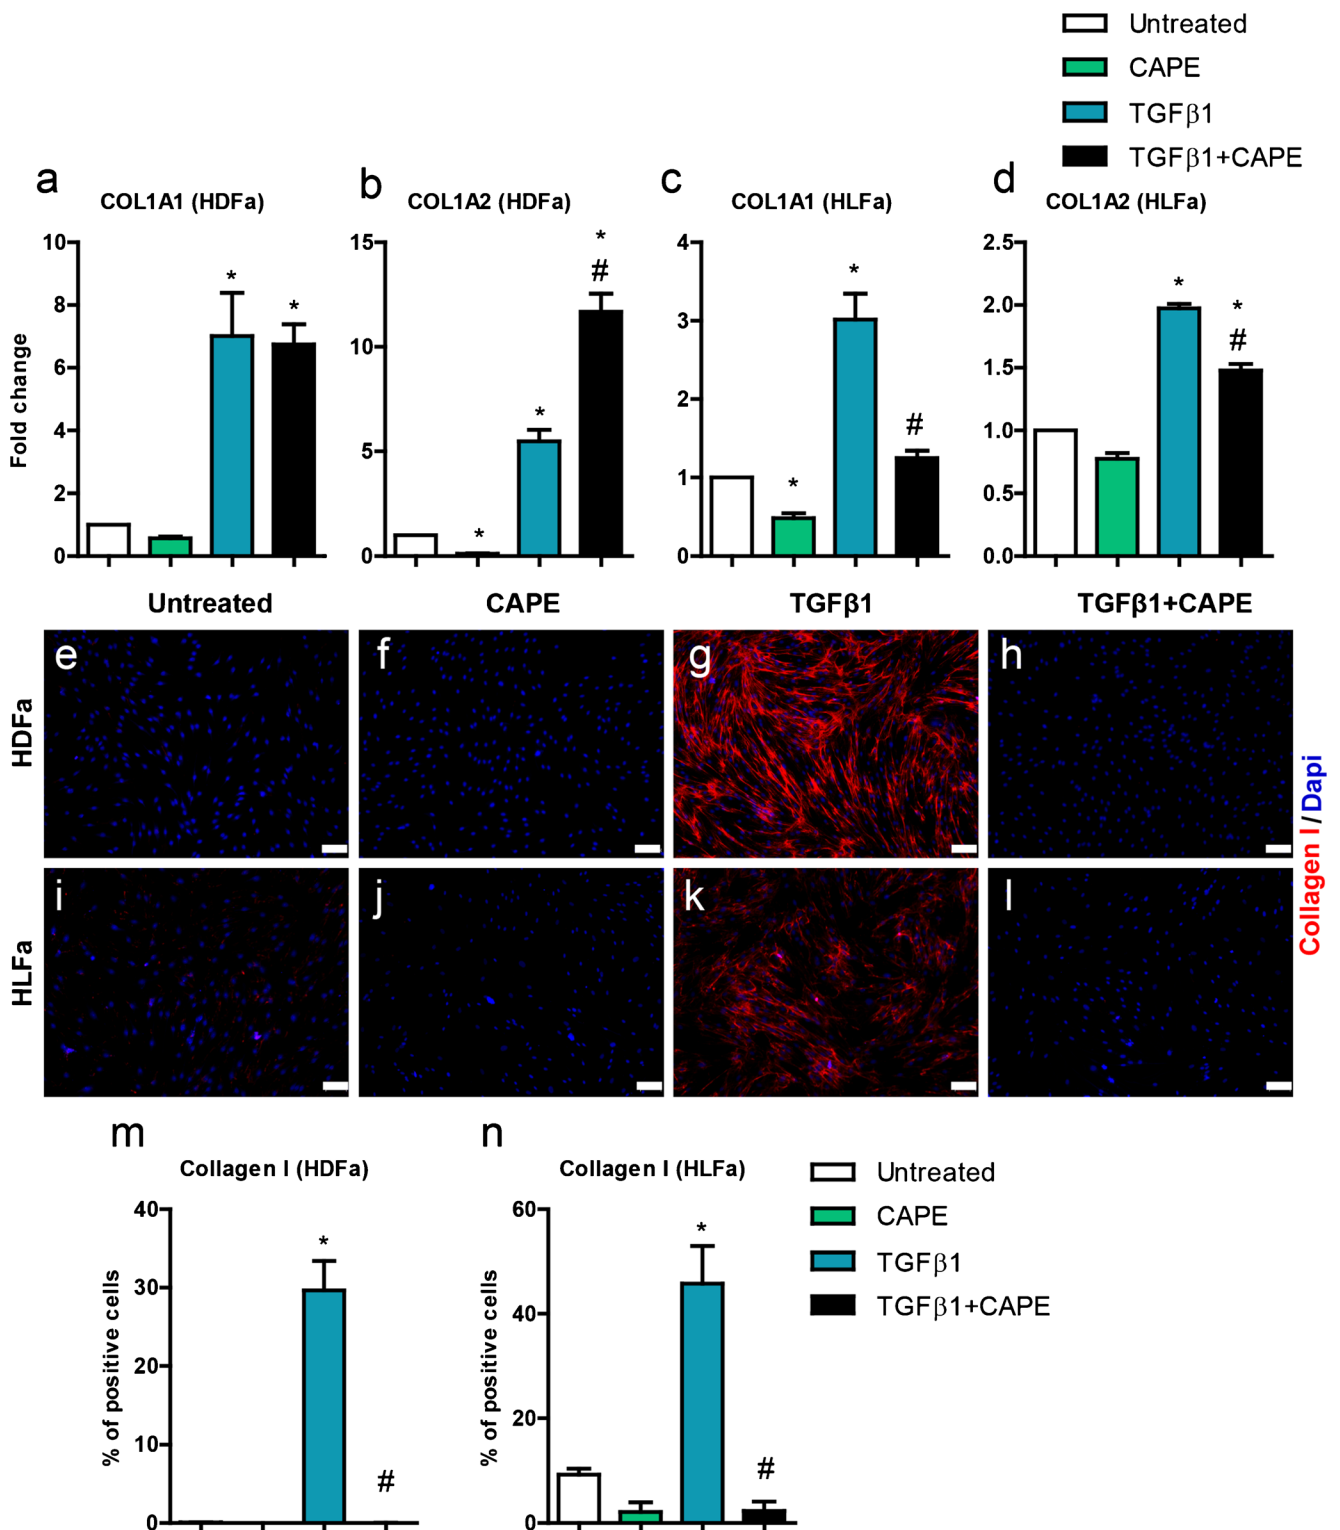 Untreated
CAPE
TGFβ1
TGFβ1+CAPE
a
b
c
d
COL1A1 (HDFa)
COL1A2 (HDFa)
COL1A1 (HLFa)
COL1A2 (HLFa)
Fold change
10
8
6
4
2
0
*
*
15
10
5
0
*
*
*
#
4
3
2
1
0
*
*
#
2.5
2.0
1.5
1.0
0.5
0.0
*
*
#
Untreated
CAPE
TGFβ1
TGFβ1+CAPE
HDFa
e
f
g
h
HLFa
i
j
k
l
Collagen I/Dapi
m
n
Collagen I (HDFa)
Collagen I (HLFa)
% of positive cells
40
30
20
10
0
*
#
% of positive cells
60
40
20
0
*
#
Untreated
CAPE
TGFβ1
TGFβ1+CAPE